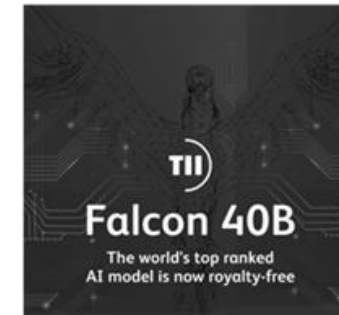 TII
Falcon 40B
The world's top ranked
AI model is now royalty-free